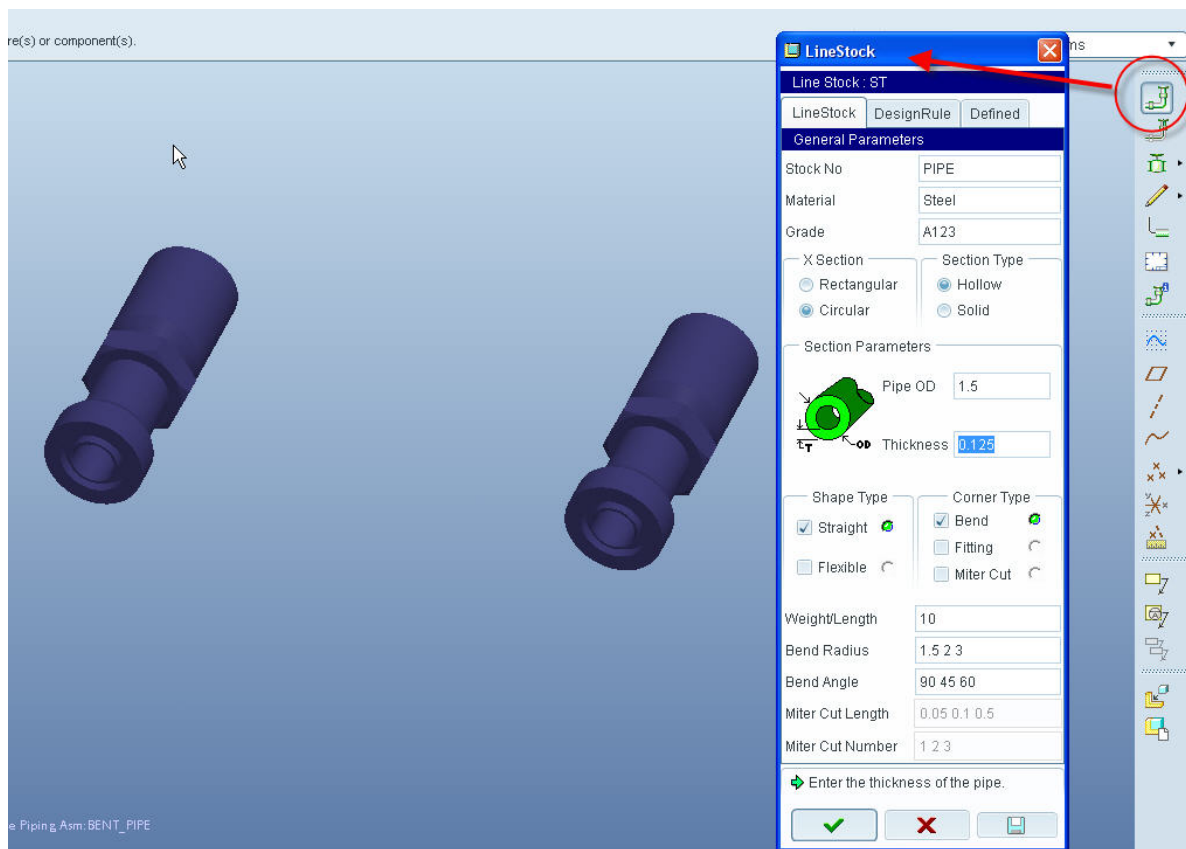 re(s) or component(s).
ms
LineStock
Line Stock : ST
LineStock DesignRule Defined
General Parameters
Stock No PIPE
Material Steel
Grade A123
X Section Section Type
Rectangular Hollow
Circular Solid
Section Parameters
Pipe OD 1.5
T OD Thickness 0.125
Shape Type Corner Type
Straight Bend
Fitting
Flexible Miter Cut
Weight/Length 10
Bend Radius 1.5 2 3
Bend Angle 90 45 60
Miter Cut Length 0.05 0.1 0.5
Miter Cut Number 1 2 3
Enter the thickness of the pipe.
e Piping Asm:BENT_PIPE